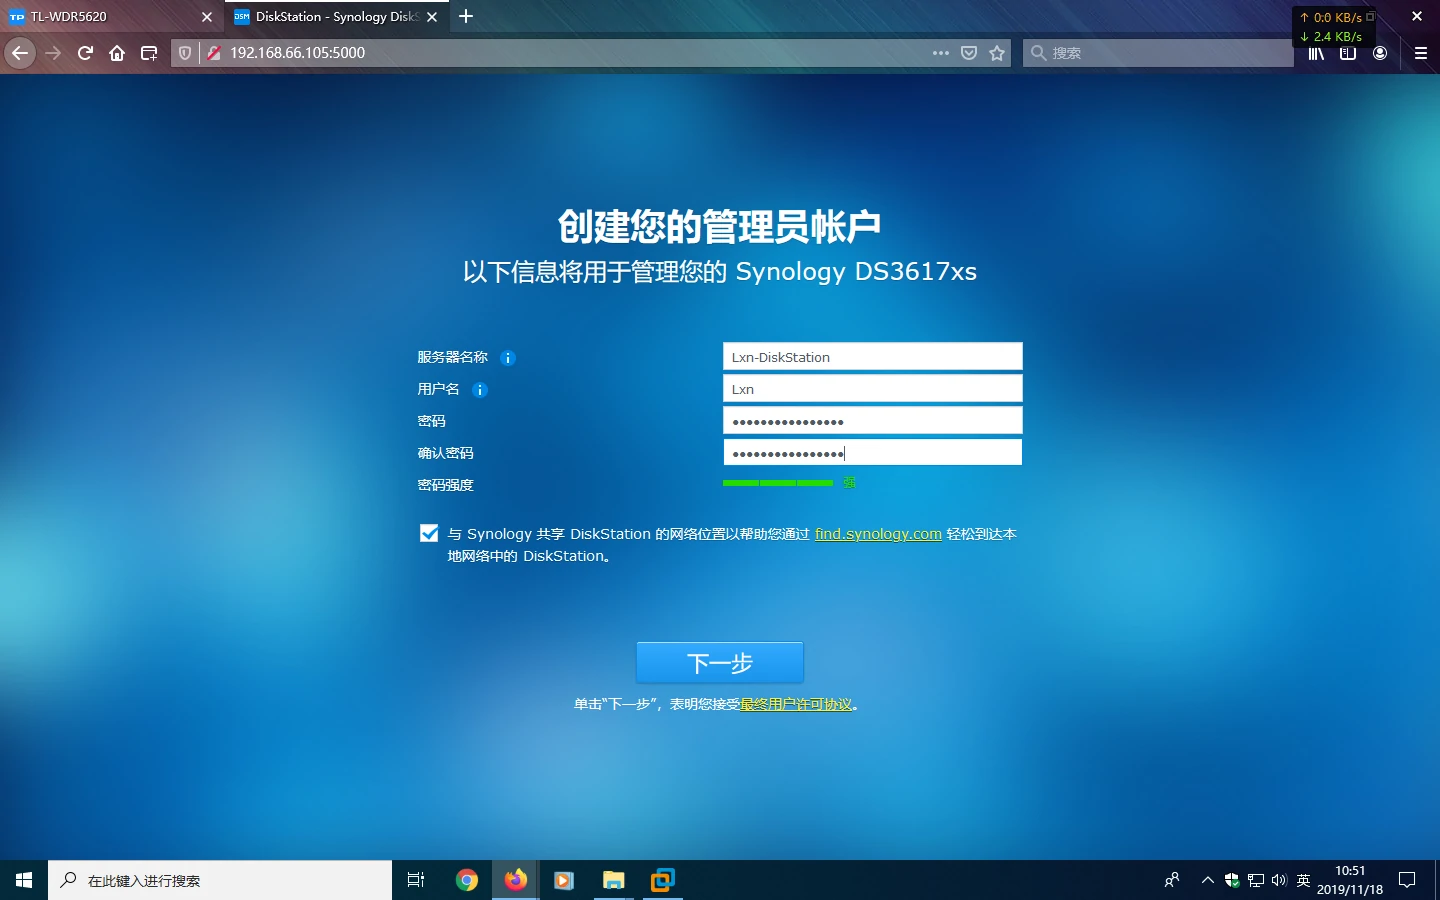 TL-WDR5620
DiskStation - Synology DiskS
↑ 0.0 KB/s
↓ 2.4 KB/s
192.168.66.105:5000
搜索
创建您的管理员帐户
以下信息将用于管理您的 Synology DS3617xs
服务器名称 Lxn-DiskStation
用户名 Lxn
密码 ●●●●●●●●●●●●●●●●
确认密码 ●●●●●●●●●●●●●●●●
密码强度 强
与 Synology 共享 DiskStation 的网络位置以帮助您通过 find.synology.com 轻松到达本
地网络中的 DiskStation。
下一步
单击“下一步”，表明您接受最终用户许可协议。
在此键入进行搜索
英
10:51
2019/11/18